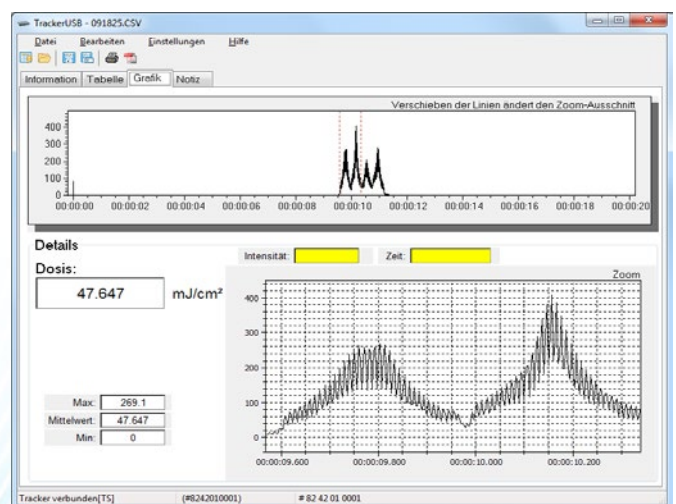 TrackerUSB - 091825.CSV
Datei Bearbeiten Einstellungen Hilfe
Information Tabelle Grafik Notiz
Verschieben der Linien ändert den Zoom-Ausschnitt
400
300
200
100
0
00:00:00 00:00:02 00:00:04 00:00:06 00:00:08 00:00:10 00:00:12 00:00:14 00:00:16 00:00:18 00:00:20
Details
Intensität: Zeit:
Dosis:
47.647 mJ/cm²
Zoom
400
300
200
100
0
Max: 269.1
Mittelwert: 47.647
Min: 0
00:00:09.600 00:00:09.800 00:00:10.000 00:00:10.200
Tracker verbunden[TS] (#8242010001) # 82 42 01 0001